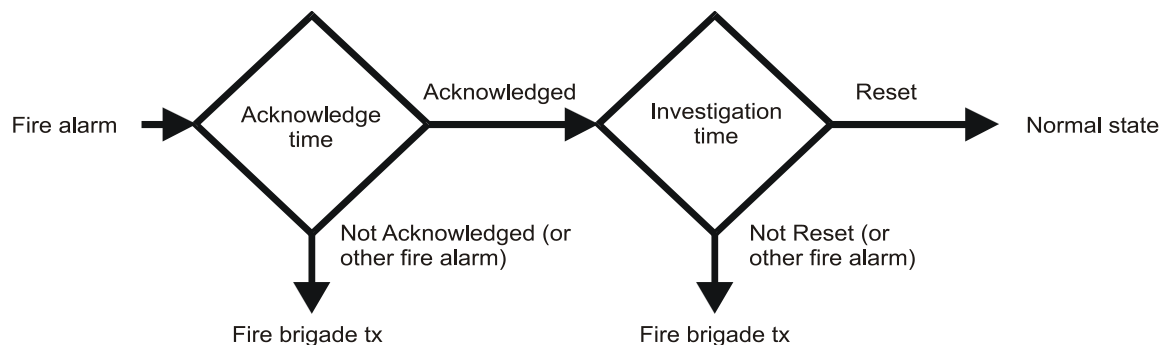 Fire alarm
Acknowledge
time
Acknowledged
Investigation
time
Reset
Normal state
Not Acknowledged (or
other fire alarm)
Not Reset (or
other fire alarm)
Fire brigade tx
Fire brigade tx